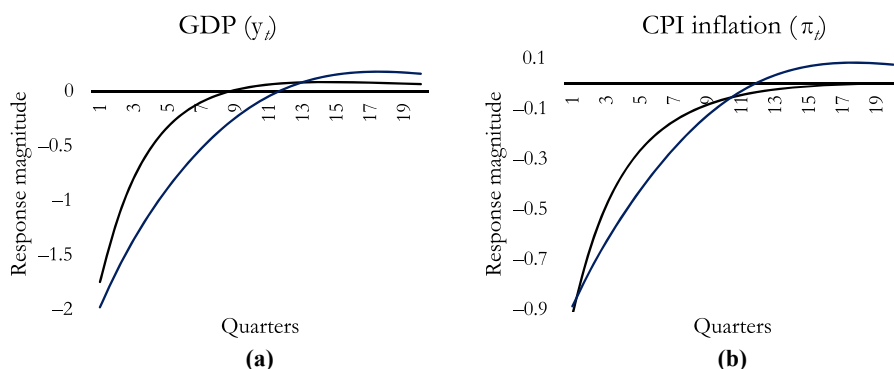 GDP (yt)
Response magnitude
0
–0.5
–1
–1.5
–2
1 3 5 7 9 11 13 15 17 19
Quarters
(a)
CPI inflation (πt)
Response magnitude
0.1
–0.1
–0.3
–0.5
–0.7
–0.9
1 3 5 7 9 11 13 15 17 19
Quarters
(b)